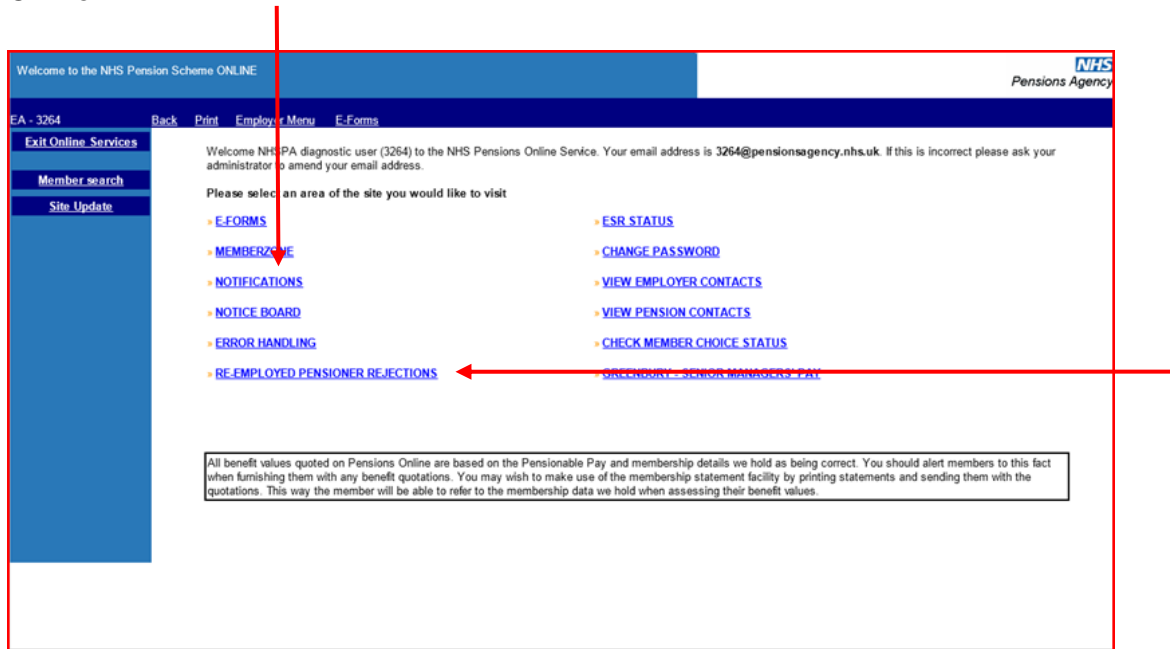 Welcome to the NHS Pension Scheme ONLINE
NHS
Pensions Agency
EA - 3264 Back Print Employer Menu E-Forms
Exit Online Services
Member search
Site Update
Welcome NHSPA diagnostic user (3264) to the NHS Pensions Online Service. Your email address is 3264@pensionsagency.nhs.uk. If this is incorrect please ask your
administrator to amend your email address.
Please select an area of the site you would like to visit
» E-FORMS
» ESR STATUS
» MEMBERZONE
» CHANGE PASSWORD
» NOTIFICATIONS
» VIEW EMPLOYER CONTACTS
» NOTICE BOARD
» VIEW PENSION CONTACTS
» ERROR HANDLING
» CHECK MEMBER CHOICE STATUS
» RE-EMPLOYED PENSIONER REJECTIONS
» GREENBURY - SENIOR MANAGERS' PAY
All benefit values quoted on Pensions Online are based on the Pensionable Pay and membership details we hold as being correct. You should alert members to this fact
when furnishing them with any benefit quotations. You may wish to make use of the membership statement facility by printing statements and sending them with the
quotations. This way the member will be able to refer to the membership data we hold when assessing their benefit values.